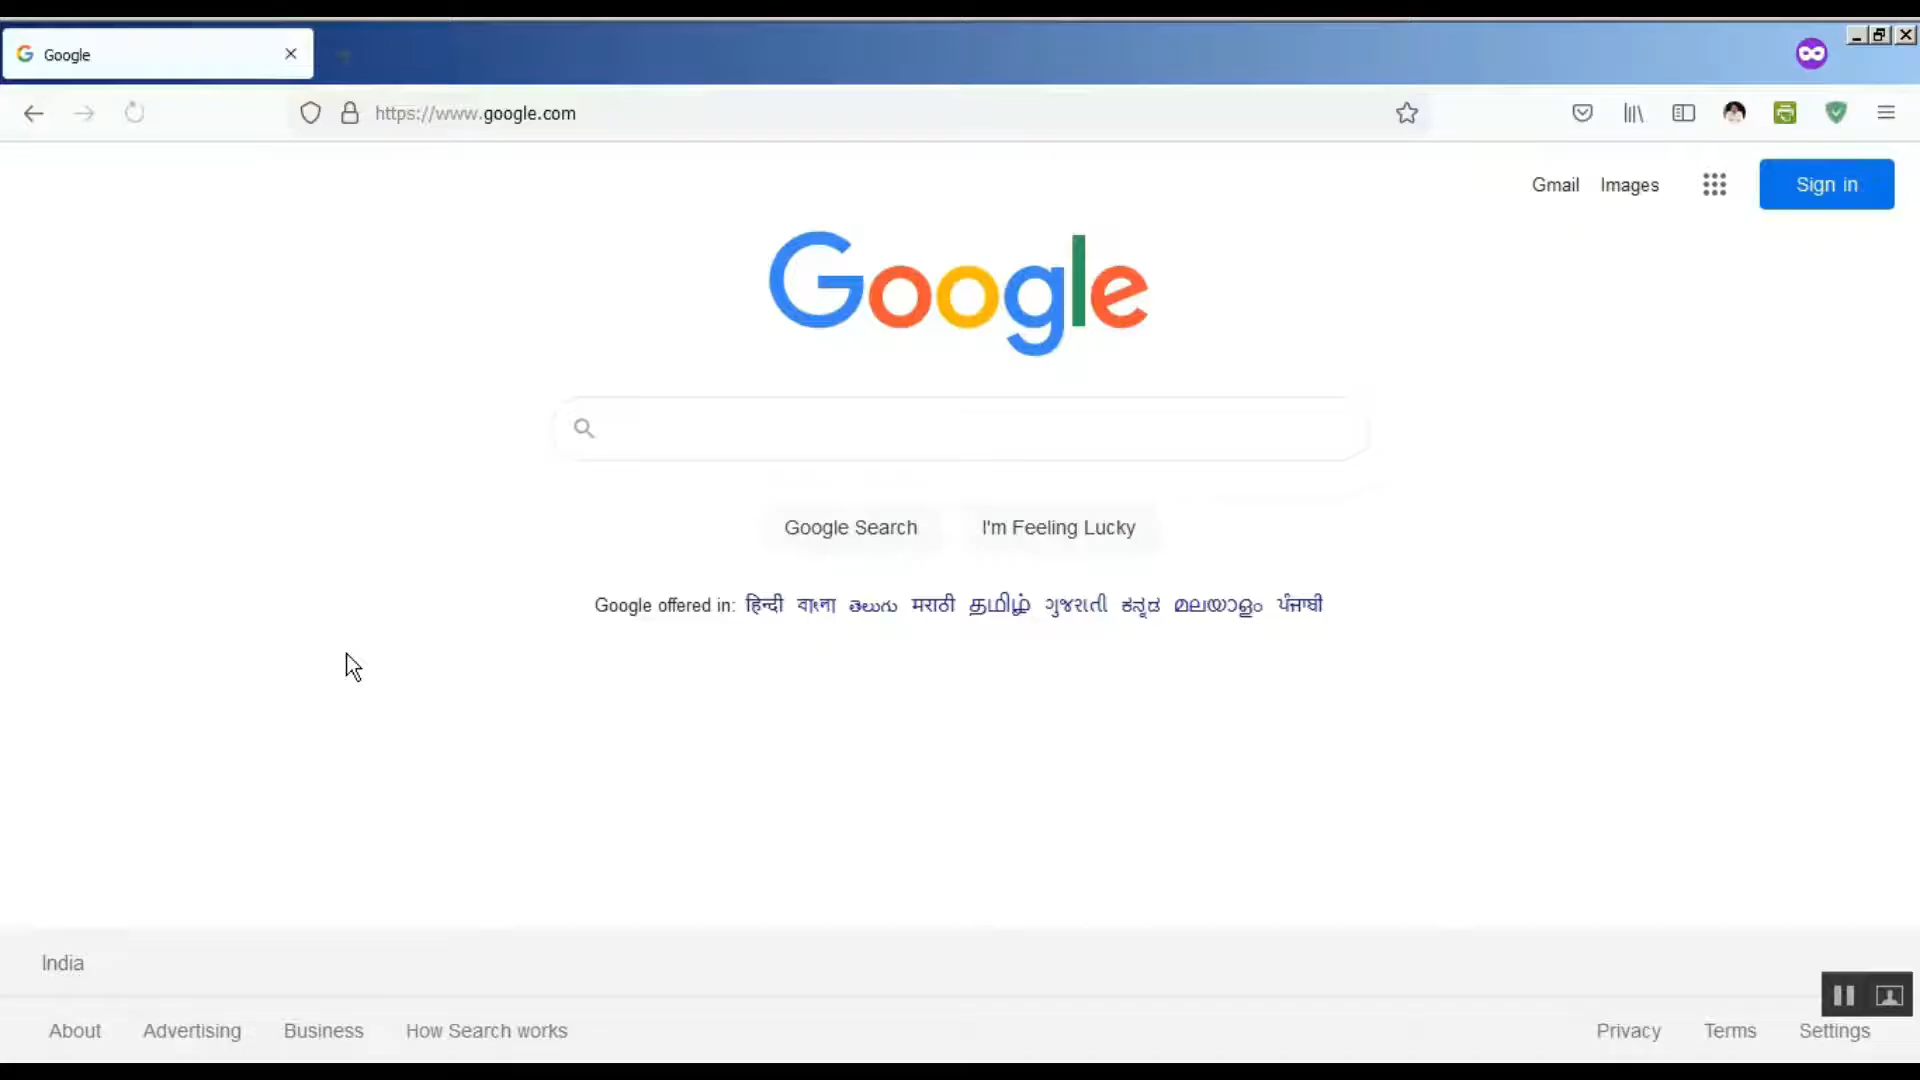 Google
https://www.google.com
Gmail Images Sign in
Google
Google Search I'm Feeling Lucky
Google offered in: हिन्दी বাংলা తెలుగు मराठी தமிழ் ગુજરાતી ಕನ್ನಡ മലയാളം ਪੰਜਾਬੀ
India
About Advertising Business How Search works Privacy Terms Settings